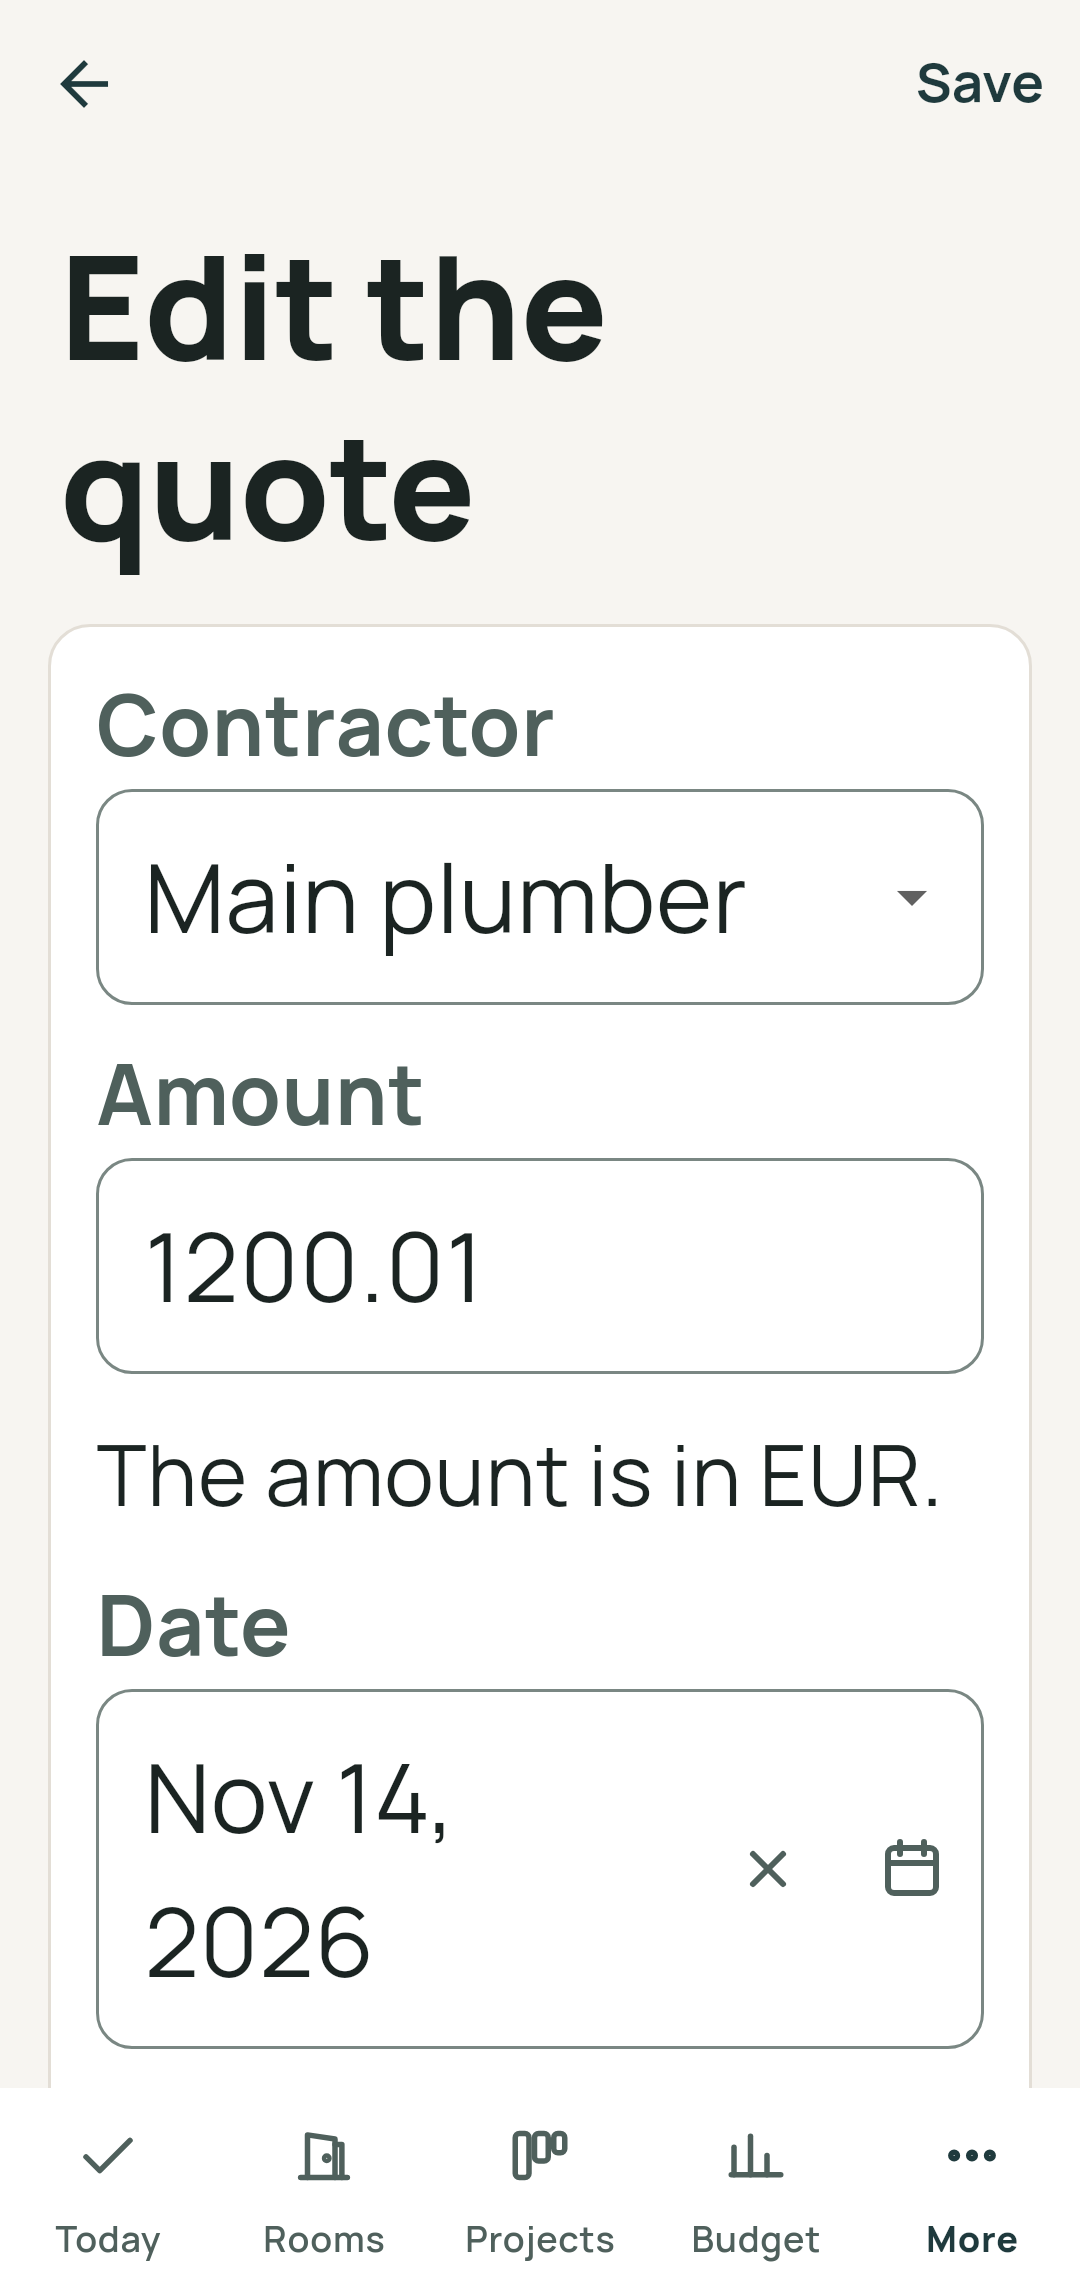 Save
Edit the
quote
Contractor
Main plumber
Amount
1200.01
The amount is in EUR.
Date
Nov 14,
2026
Today
Rooms
Projects
Budget
More